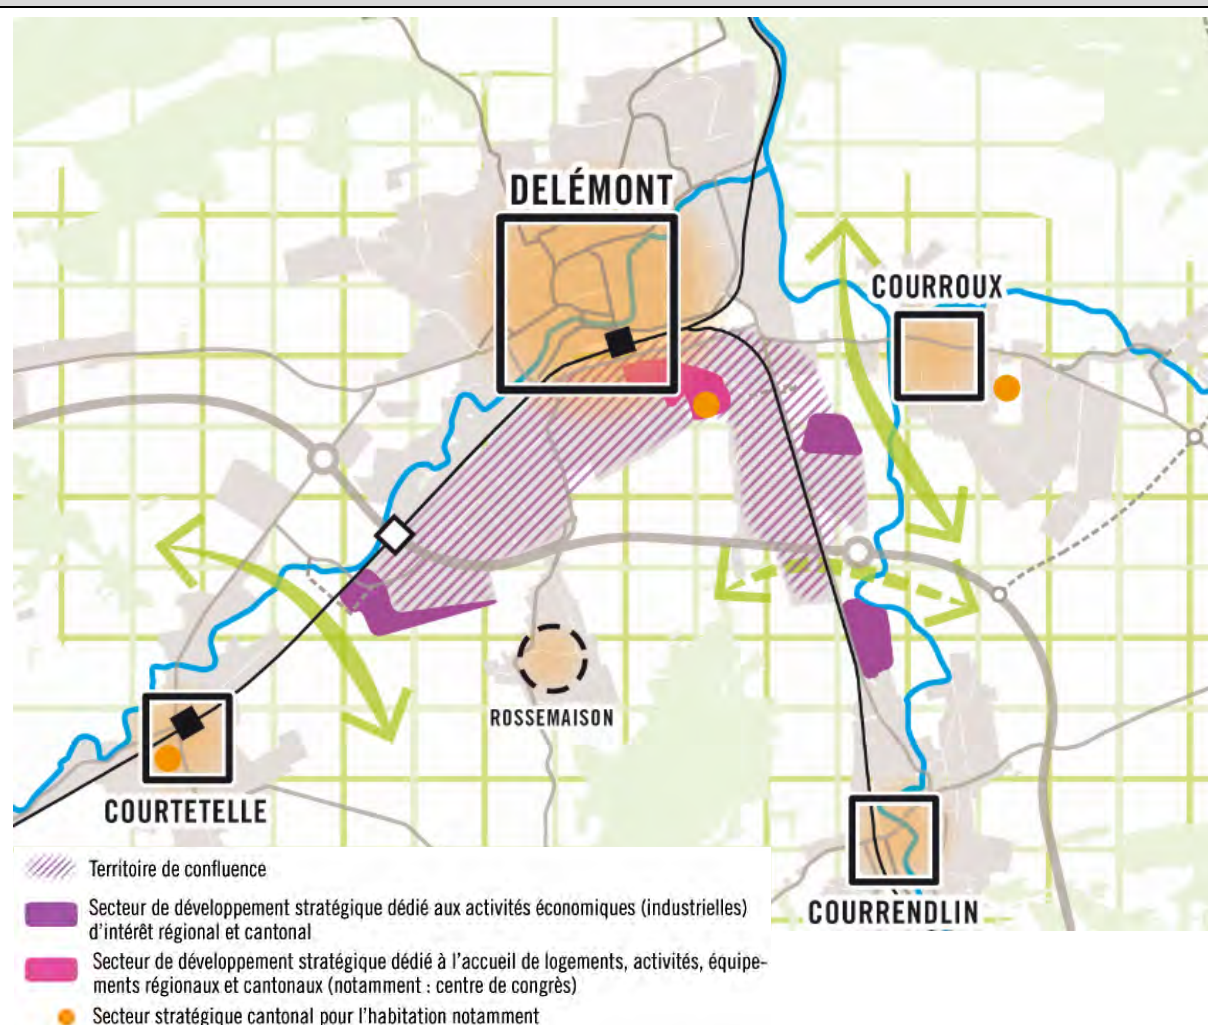 DELÉMONT
COURROUX
ROSSEMAISON
COURTETELLE
COURRENDLIN
Territoire de confluence
Secteur de développement stratégique dédié aux activités économiques (industrielles)
d'intérêt régional et cantonal
Secteur de développement stratégique dédié à l'accueil de logements, activités, équipe-
ments régionaux et cantonaux (notamment : centre de congrès)
Secteur stratégique cantonal pour l'habitation notamment